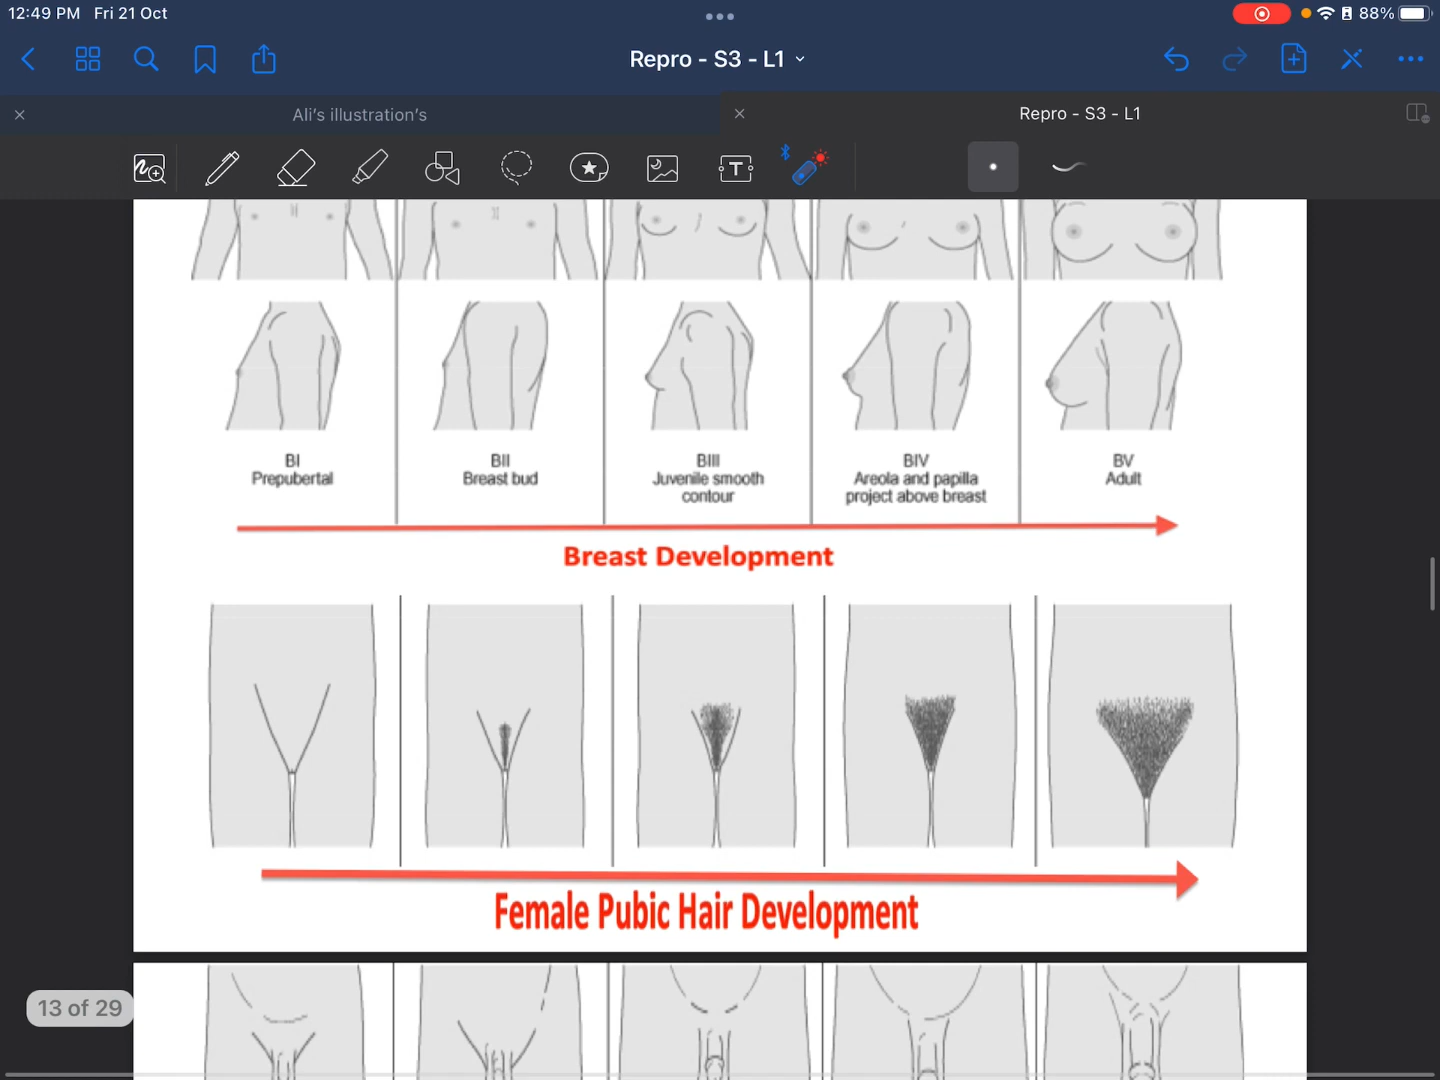 12:49 PM Fri 21 Oct
88%
Repro - S3 - L1
Ali's illustration's
Repro - S3 - L1
T
BI
Prepubertal
BII
Breast bud
BIII
Juvenile smooth
contour
BIV
Areola and papilla
project above breast
BV
Adult
Breast Development
Female Pubic Hair Development
13 of 29